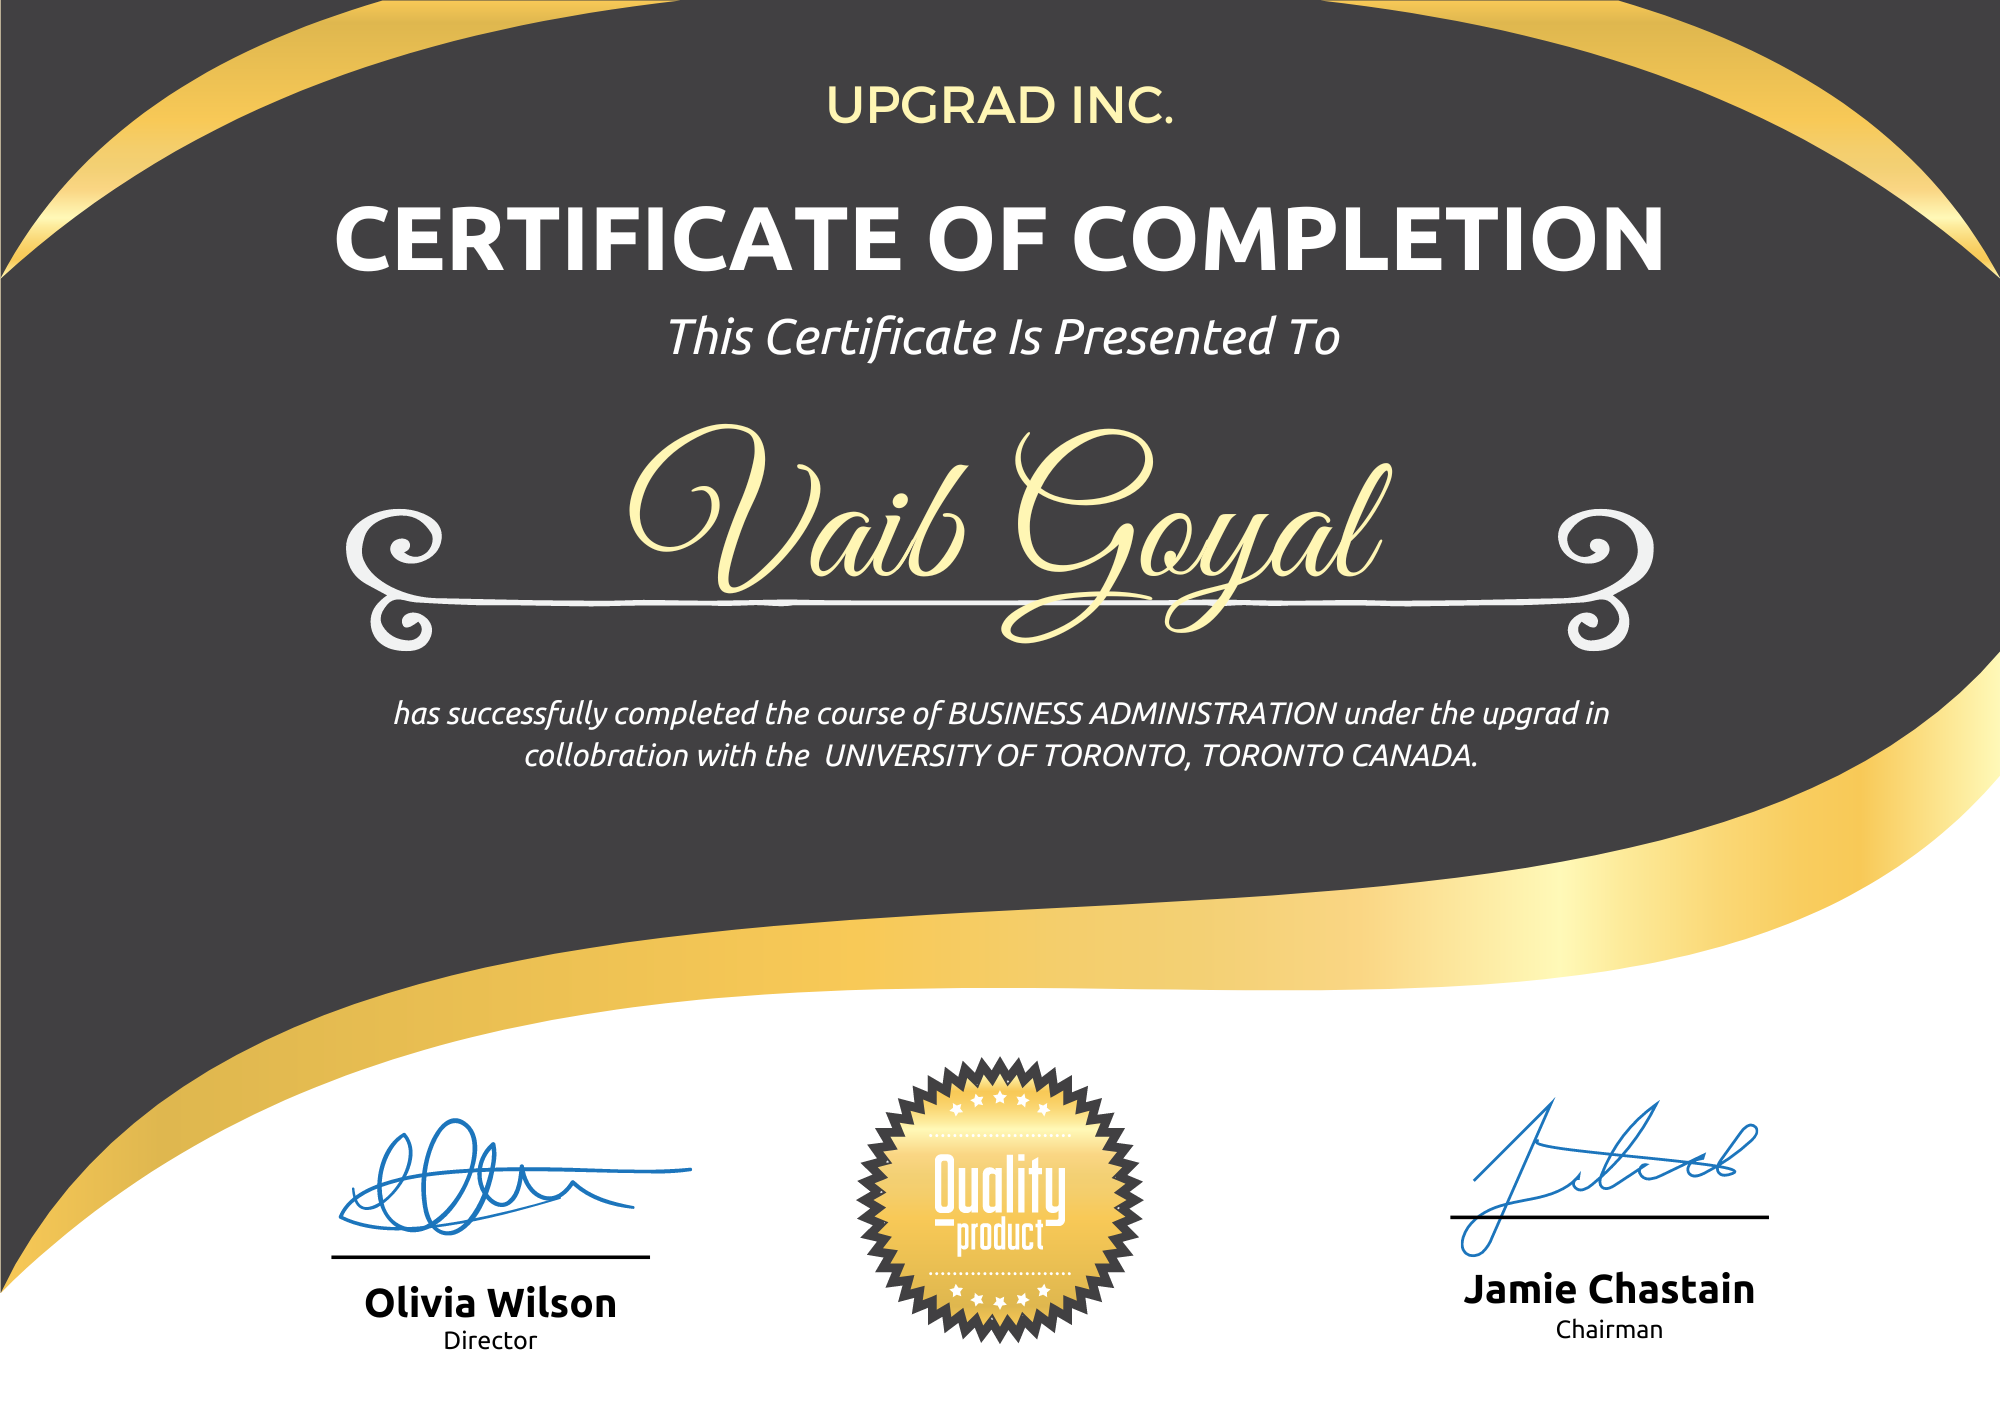 UPGRAD INC.
CERTIFICATE OF COMPLETION
This Certificate Is Presented To
Vaib Goyal
has successfully completed the course of BUSINESS ADMINISTRATION under the upgrad in
collobration with the UNIVERSITY OF TORONTO, TORONTO CANADA.
Quality
product
Olivia Wilson
Director
Jamie Chastain
Chairman